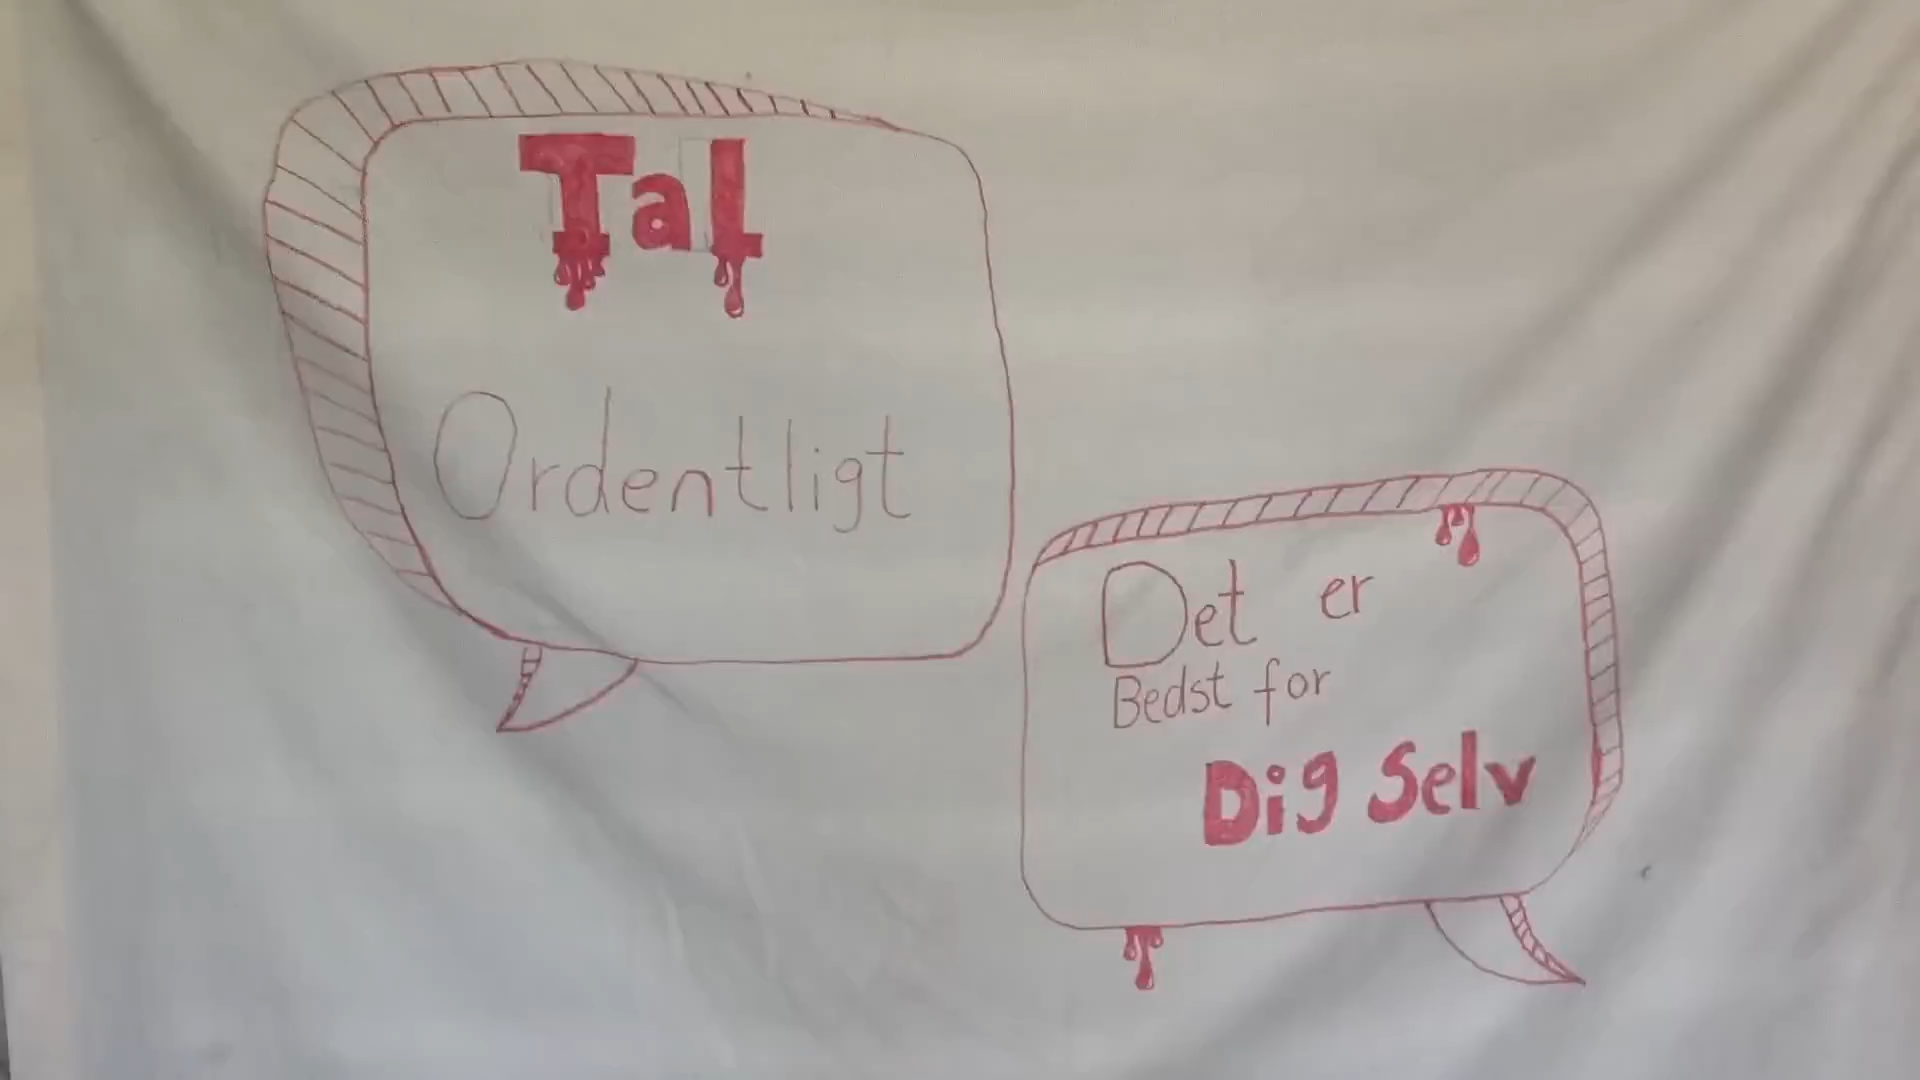 Tal
Ordentligt
Det er
Bedst for
Dig Selv